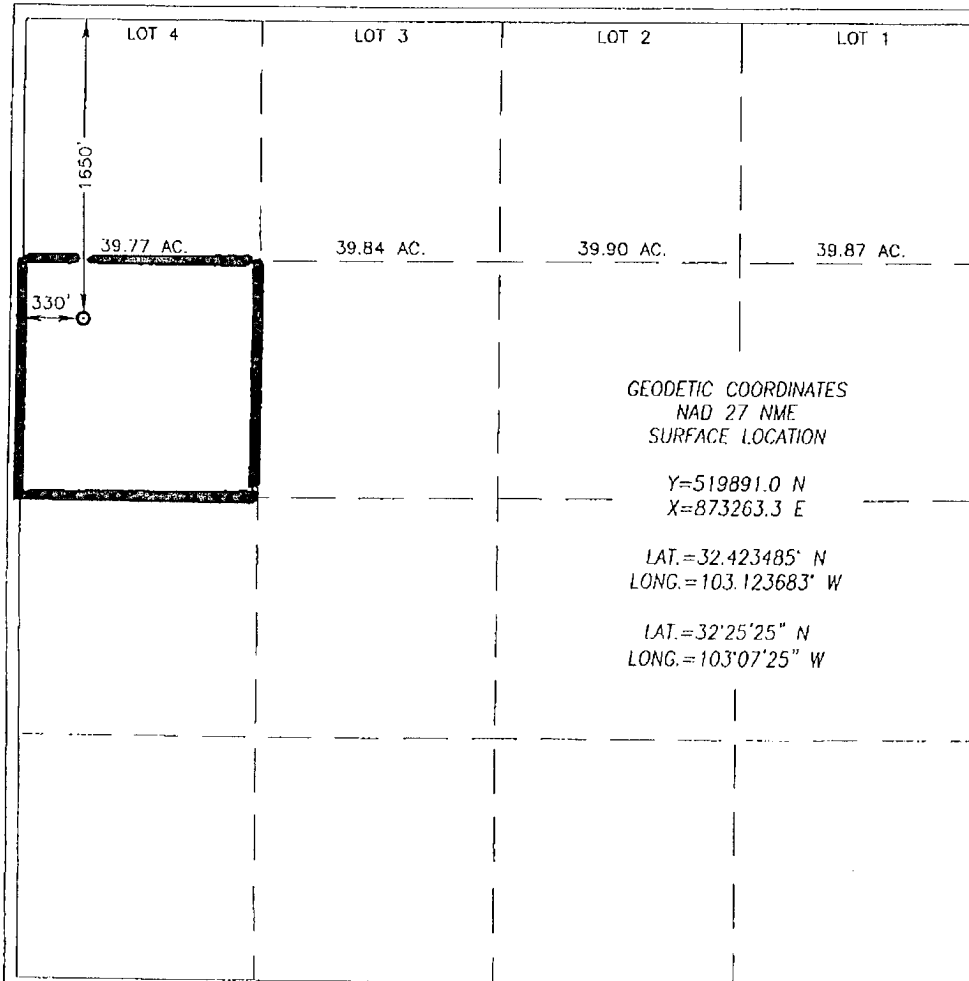 LOT 4 LOT 3 LOT 2 LOT 1
1650'
39.77 AC. 39.84 AC. 39.90 AC. 39.87 AC.
330'
GEODETIC COORDINATES
NAD 27 NME
SURFACE LOCATION
Y=519891.0 N
X=873263.3 E
LAT.=32.423485° N
LONG.=103.123683° W
LAT.=32°25'25" N
LONG.=103°07'25" W